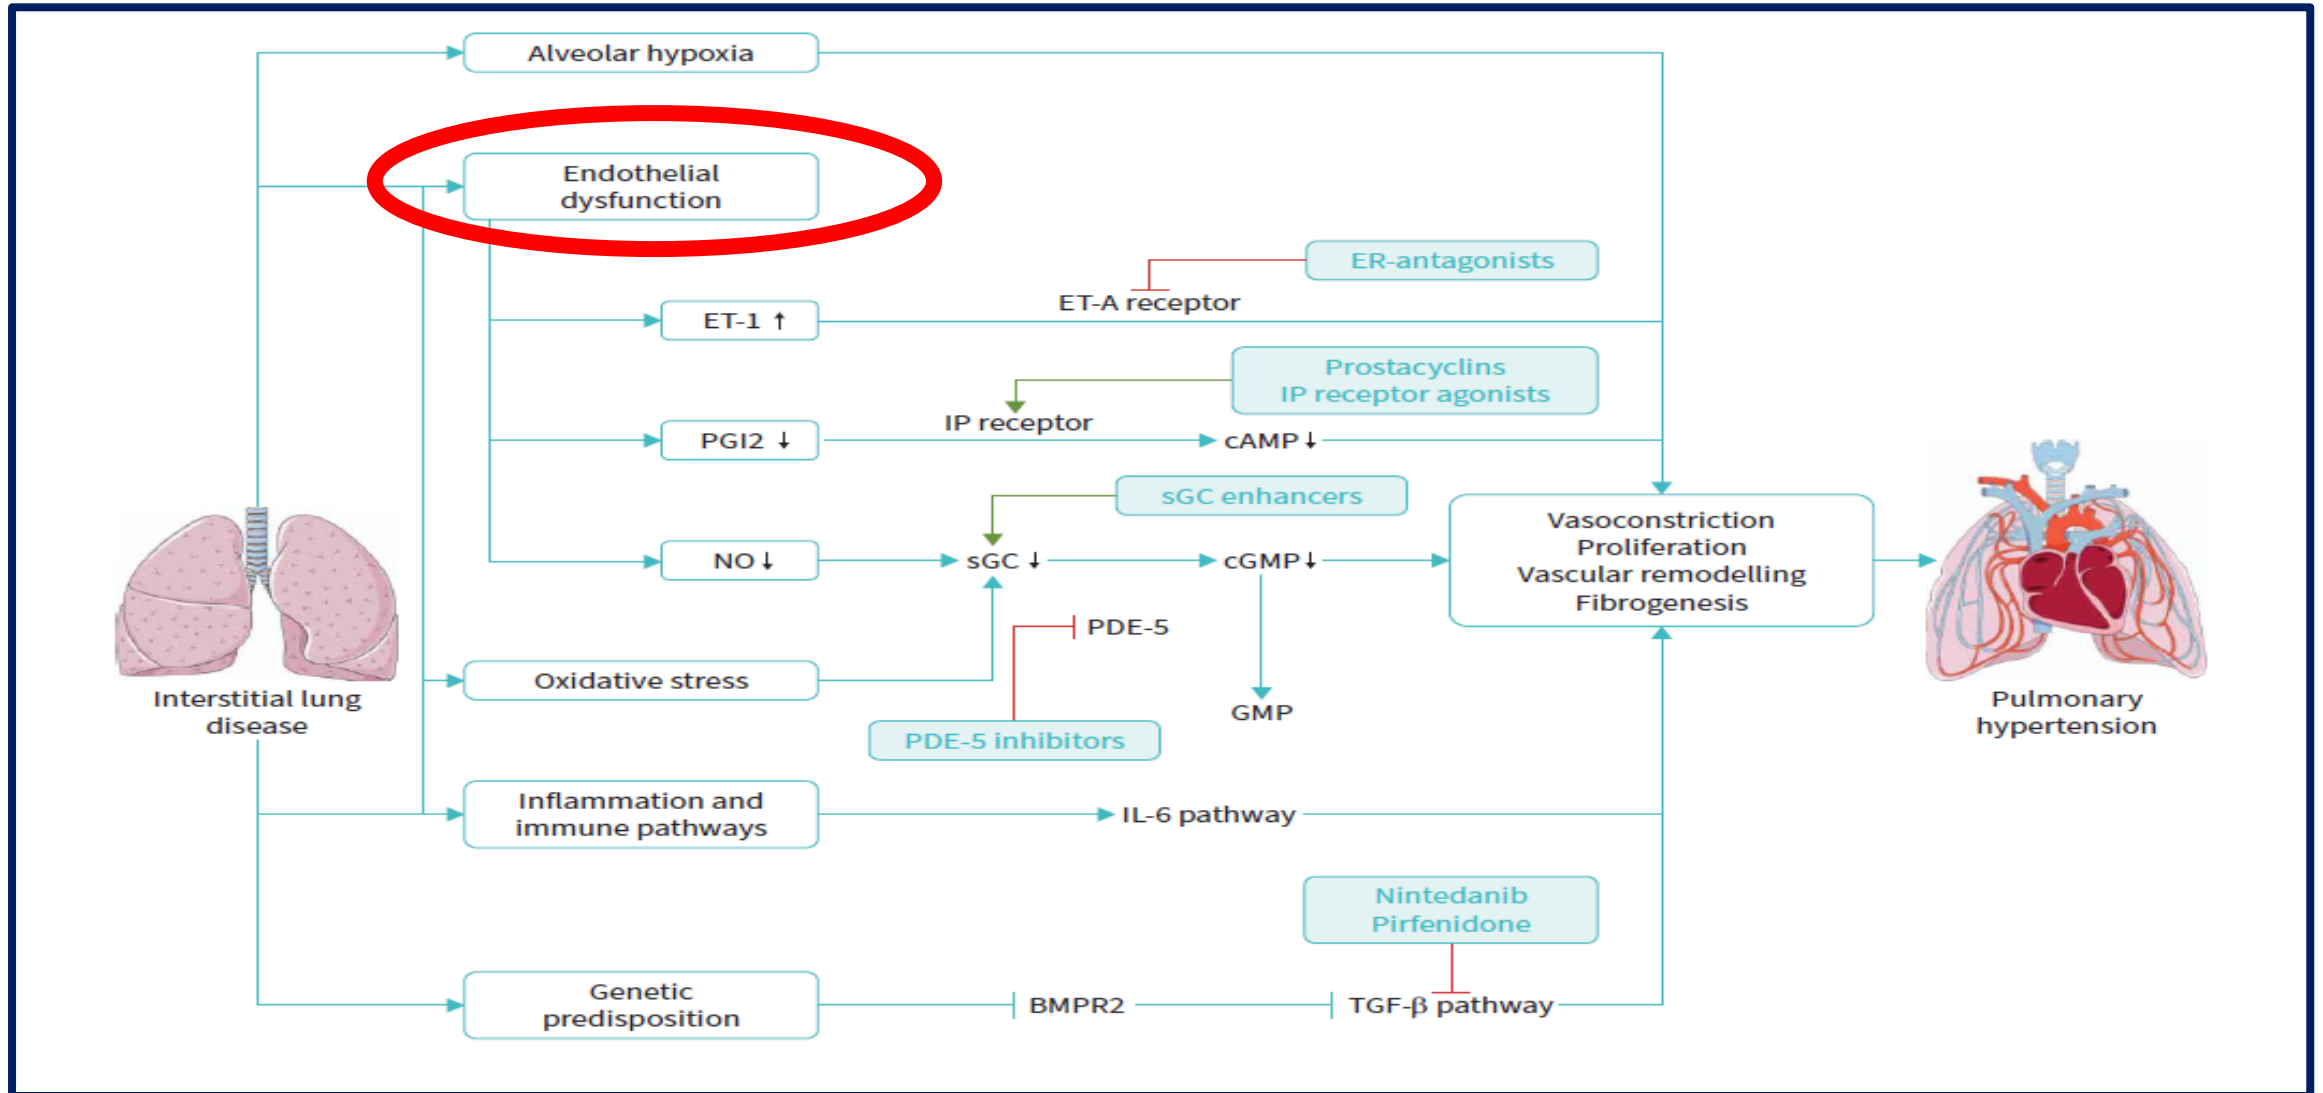 Alveolar hypoxia
Endothelial
dysfunction
ER-antagonists
ET-A receptor
ET-1 ↑
Prostacyclins
IP receptor agonists
IP receptor
PGI2 ↓
cAMP ↓
sGC enhancers
NO ↓
sGC ↓
cGMP ↓
Vasoconstriction
Proliferation
Vascular remodelling
Fibrogenesis
PDE-5
Oxidative stress
GMP
PDE-5 inhibitors
Interstitial lung
disease
Pulmonary
hypertension
Inflammation and
immune pathways
IL-6 pathway
Nintedanib
Pirfenidone
Genetic
predisposition
BMPR2
TGF-β pathway